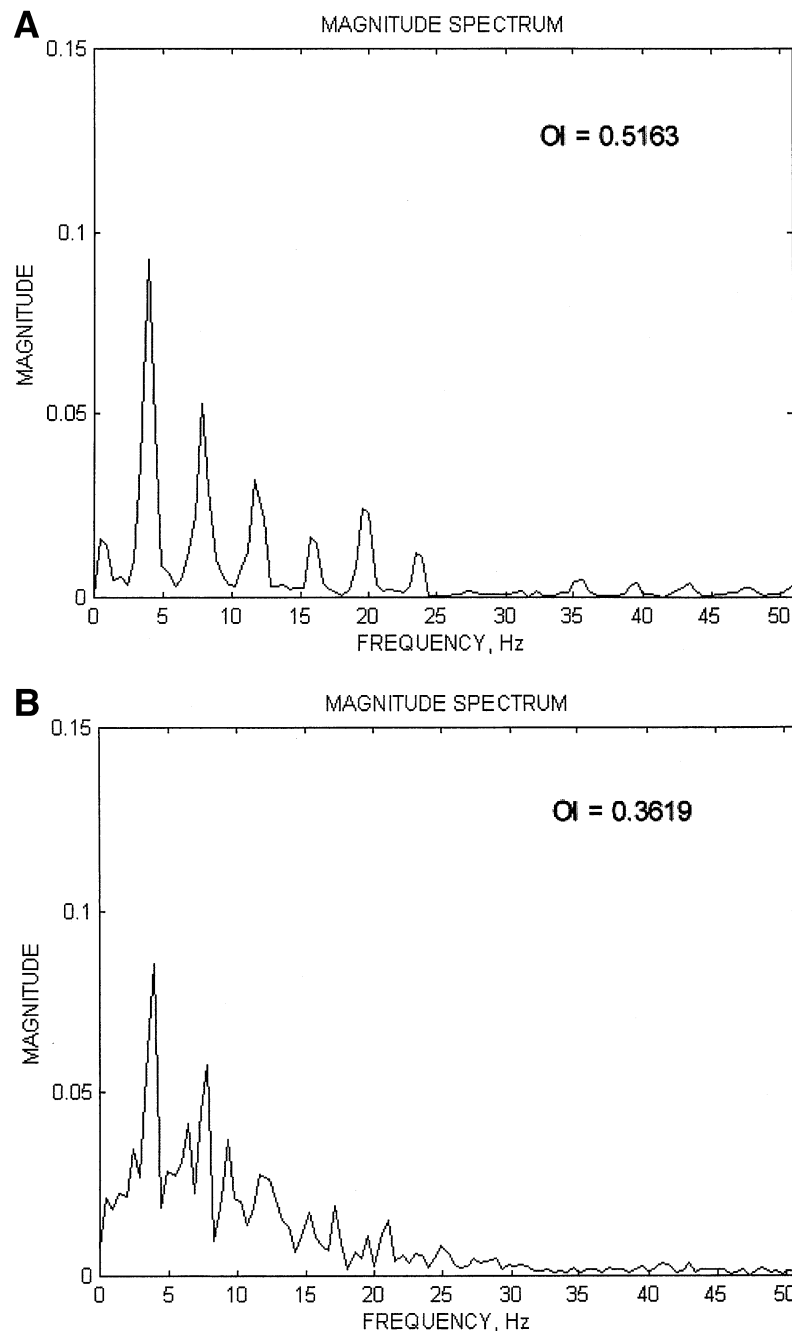 A
MAGNITUDE SPECTRUM
0.15
OI = 0.5163
0.1
MAGNITUDE
0.05
0
0 5 10 15 20 25 30 35 40 45 50
FREQUENCY, Hz
B
MAGNITUDE SPECTRUM
0.15
OI = 0.3619
0.1
MAGNITUDE
0.05
0
0 5 10 15 20 25 30 35 40 45 50
FREQUENCY, Hz